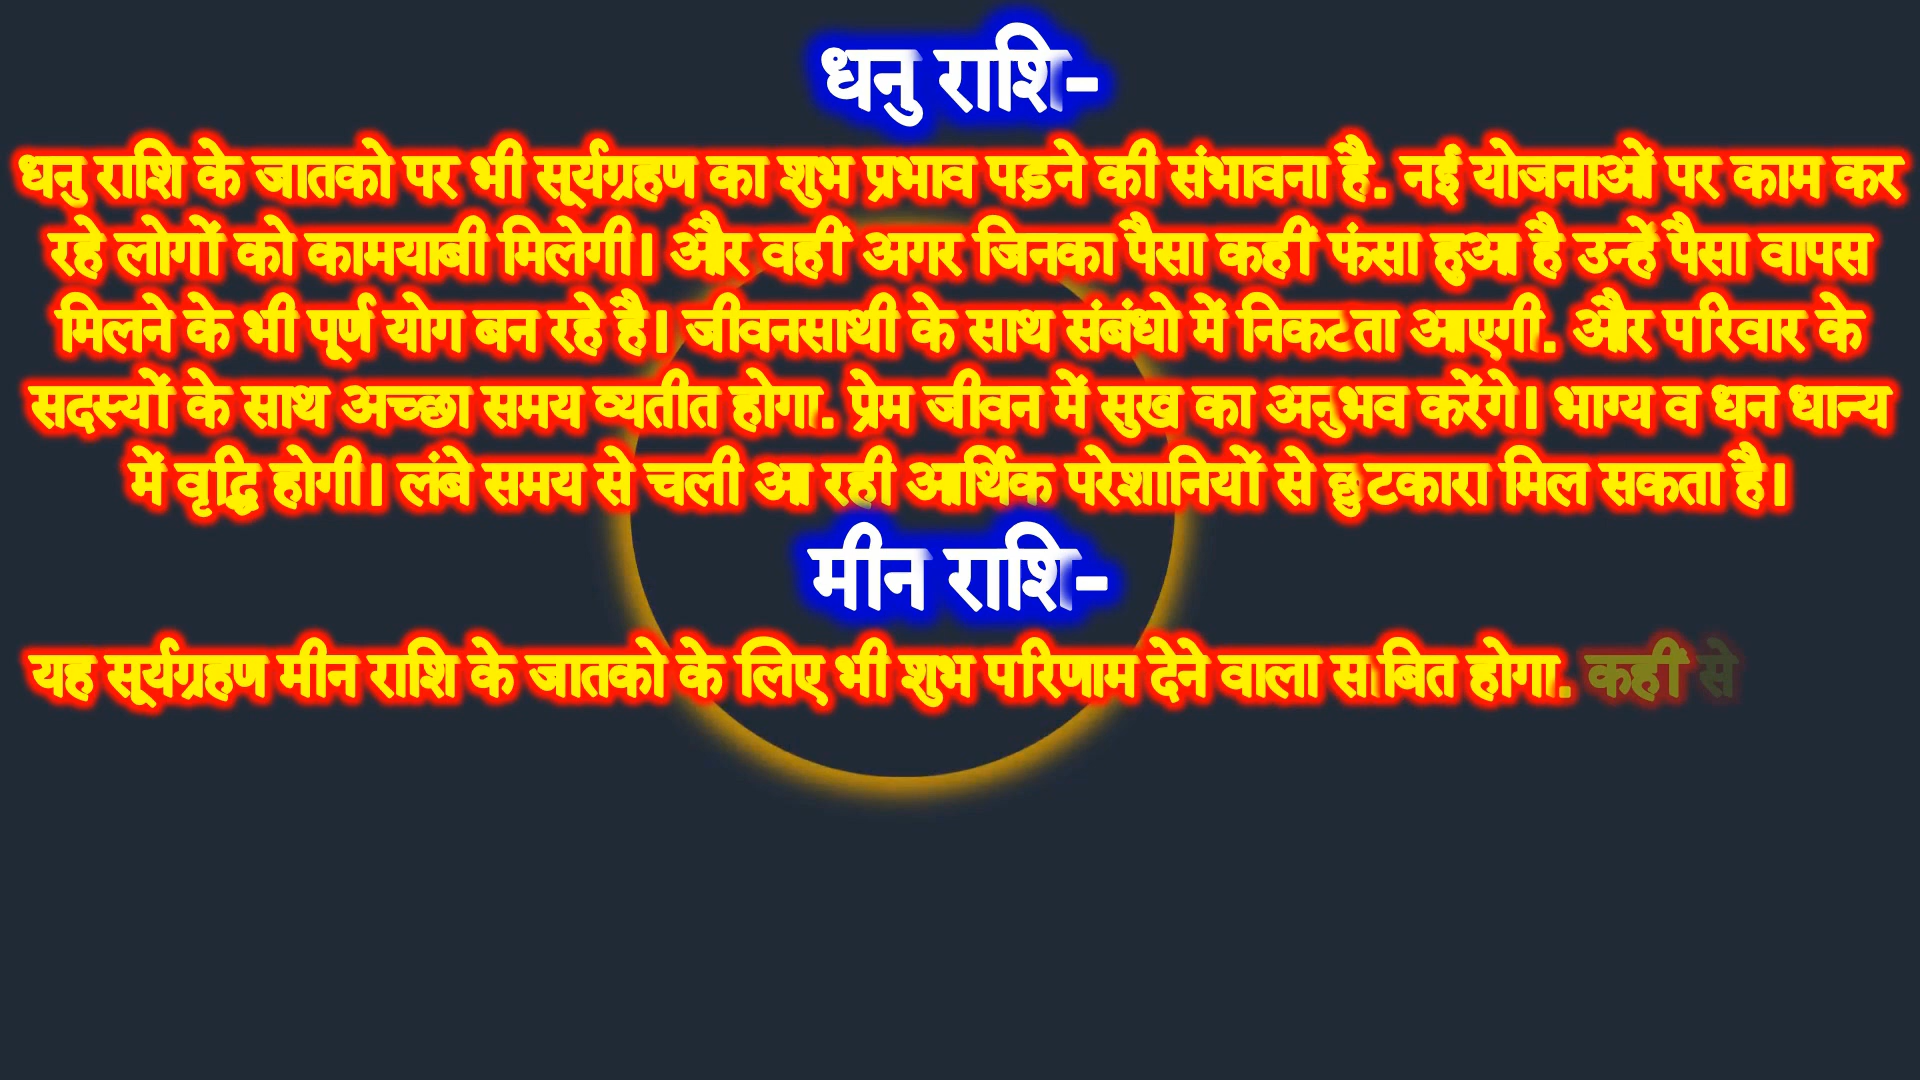 धनु राशि-
धनु राशि के जातको पर भी सूर्यग्रहण का शुभ प्रभाव पड़ने की संभावना है. नई योजनाओं पर काम कर
रहे लोगों को कामयाबी मिलेगी। और वहीं अगर जिनका पैसा कहीं फंसा हुआ है उन्हें पैसा वापस
मिलने के भी पूर्ण योग बन रहे है। जीवनसाथी के साथ संबंधो में निकटता आएगी. और परिवार के
सदस्यों के साथ अच्छा समय व्यतीत होगा. प्रेम जीवन में सुख का अनुभव करेंगे। भाग्य व धन धान्य
में वृद्धि होगी। लंबे समय से चली आ रही आर्थिक परेशानियों से छुटकारा मिल सकता है।
मीन राशि-
यह सूर्यग्रहण मीन राशि के जातको के लिए भी शुभ परिणाम देने वाला साबित होगा. कहीं से